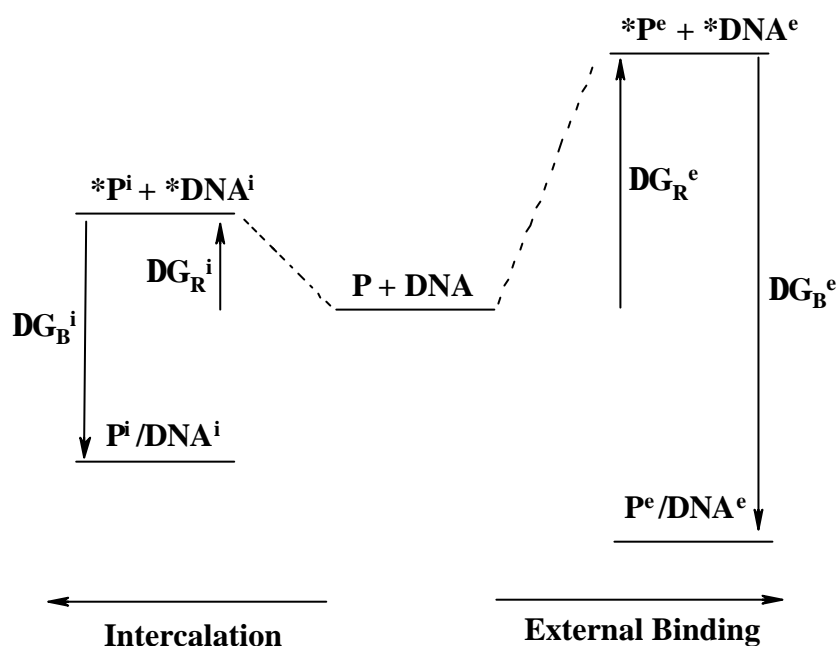 *Pᵉ + *DNAᵉ
*Pⁱ + *DNAⁱ
DG_Rᵉ
DG_Rⁱ
P + DNA
DG_Bᵉ
DG_Bⁱ
Pⁱ/DNAⁱ
Pᵉ/DNAᵉ
Intercalation
External Binding